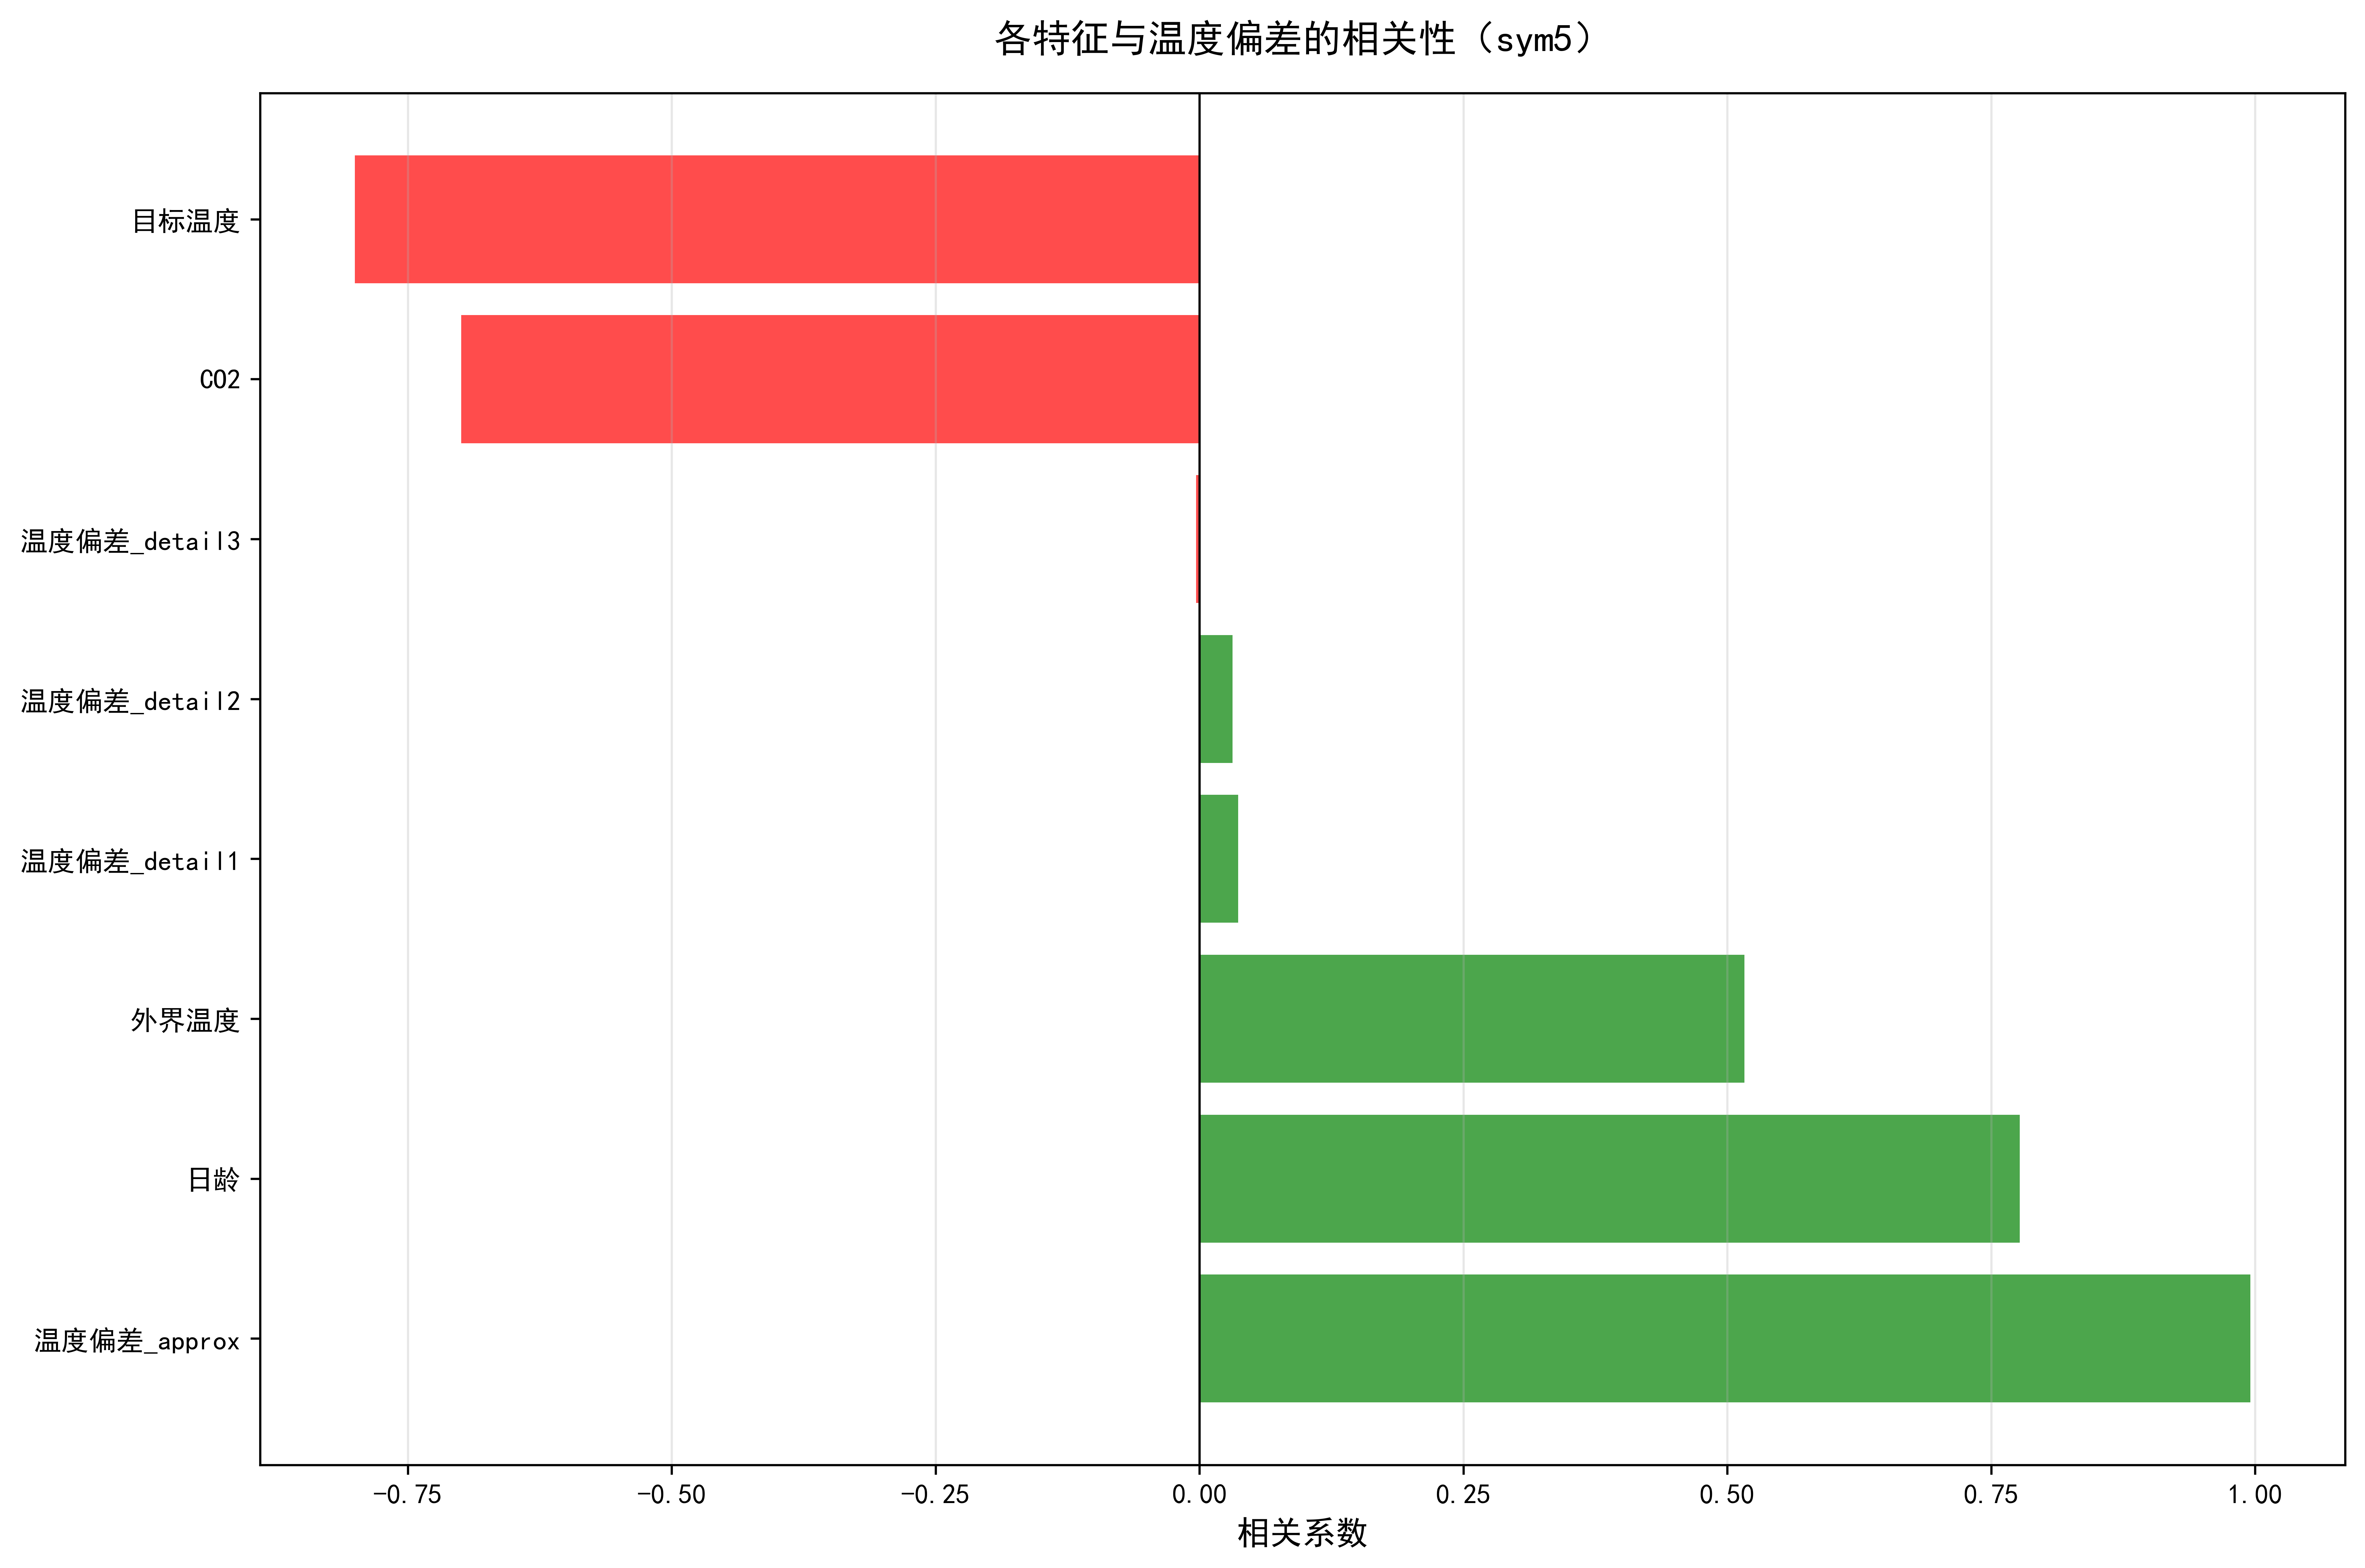 各特征与温度偏差的相关性（sym5）
目标温度
CO2
温度偏差_detail3
温度偏差_detail2
温度偏差_detail1
外界温度
日龄
温度偏差_approx
-0.75 -0.50 -0.25 0.00 0.25 0.50 0.75 1.00
相关系数